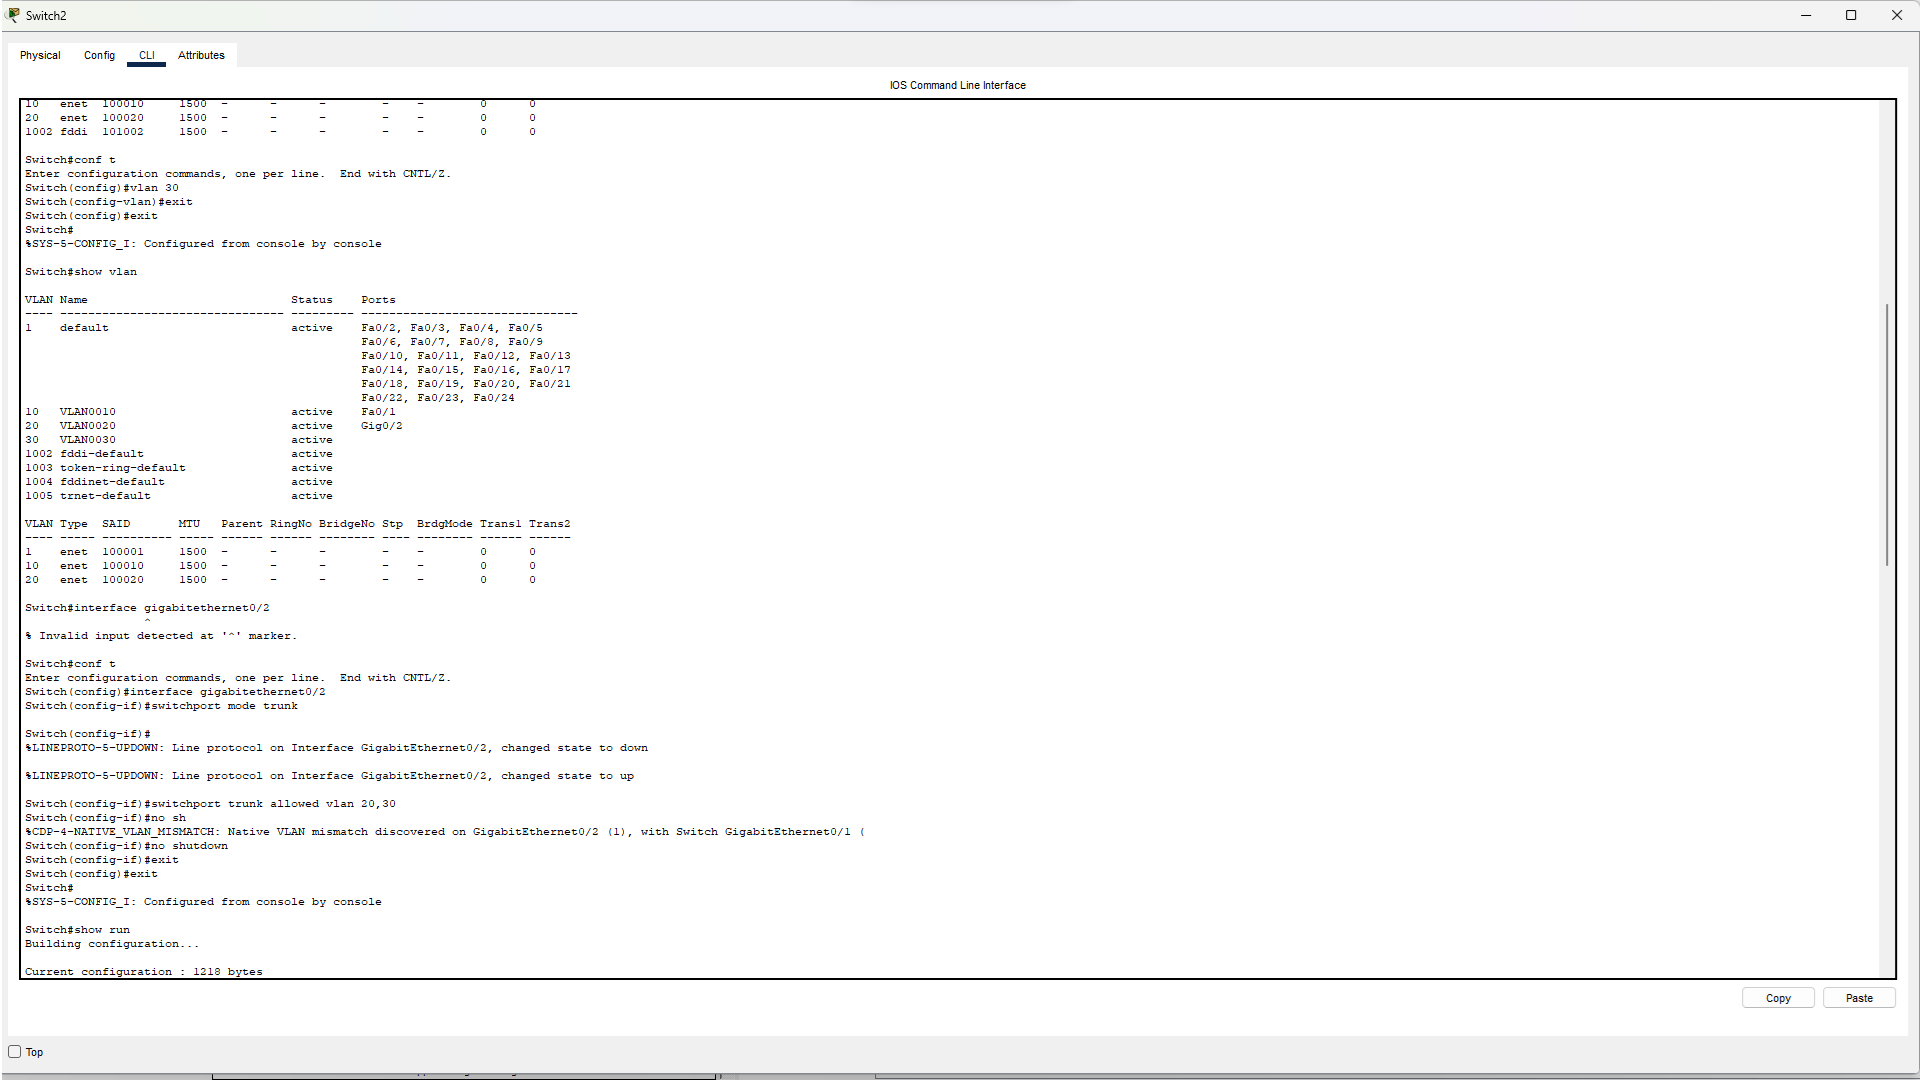 Switch2
Physical Config CLI Attributes
IOS Command Line Interface
10   enet  100010     1500  -      -      -        -    -        0      0
20   enet  100020     1500  -      -      -        -    -        0      0
1002 fddi  101002     1500  -      -      -        -    -        0      0
Switch#conf t
Enter configuration commands, one per line.  End with CNTL/Z.
Switch(config)#vlan 30
Switch(config-vlan)#exit
Switch(config)#exit
Switch#
%SYS-5-CONFIG_I: Configured from console by console
Switch#show vlan
VLAN Name                             Status    Ports
---- -------------------------------- --------- -------------------------------
1    default                          active    Fa0/2, Fa0/3, Fa0/4, Fa0/5
                                                Fa0/6, Fa0/7, Fa0/8, Fa0/9
                                                Fa0/10, Fa0/11, Fa0/12, Fa0/13
                                                Fa0/14, Fa0/15, Fa0/16, Fa0/17
                                                Fa0/18, Fa0/19, Fa0/20, Fa0/21
                                                Fa0/22, Fa0/23, Fa0/24
10   VLAN0010                         active    Fa0/1
20   VLAN0020                         active    Gig0/2
30   VLAN0030                         active
1002 fddi-default                     active
1003 token-ring-default               active
1004 fddinet-default                  active
1005 trnet-default                    active
VLAN Type  SAID       MTU   Parent RingNo BridgeNo Stp  BrdgMode Trans1 Trans2
---- ----- ---------- ----- ------ ------ -------- ---- -------- ------ ------
1    enet  100001     1500  -      -      -        -    -        0      0
10   enet  100010     1500  -      -      -        -    -        0      0
20   enet  100020     1500  -      -      -        -    -        0      0
Switch#interface gigabitethernet0/2
                 ^
% Invalid input detected at '^' marker.
Switch#conf t
Enter configuration commands, one per line.  End with CNTL/Z.
Switch(config)#interface gigabitethernet0/2
Switch(config-if)#switchport mode trunk
Switch(config-if)#
%LINEPROTO-5-UPDOWN: Line protocol on Interface GigabitEthernet0/2, changed state to down
%LINEPROTO-5-UPDOWN: Line protocol on Interface GigabitEthernet0/2, changed state to up
Switch(config-if)#switchport trunk allowed vlan 20,30
Switch(config-if)#no sh
%CDP-4-NATIVE_VLAN_MISMATCH: Native VLAN mismatch discovered on GigabitEthernet0/2 (1), with Switch GigabitEthernet0/1 (
Switch(config-if)#no shutdown
Switch(config-if)#exit
Switch(config)#exit
Switch#
%SYS-5-CONFIG_I: Configured from console by console
Switch#show run
Building configuration...
Current configuration : 1218 bytes
Copy Paste
Top